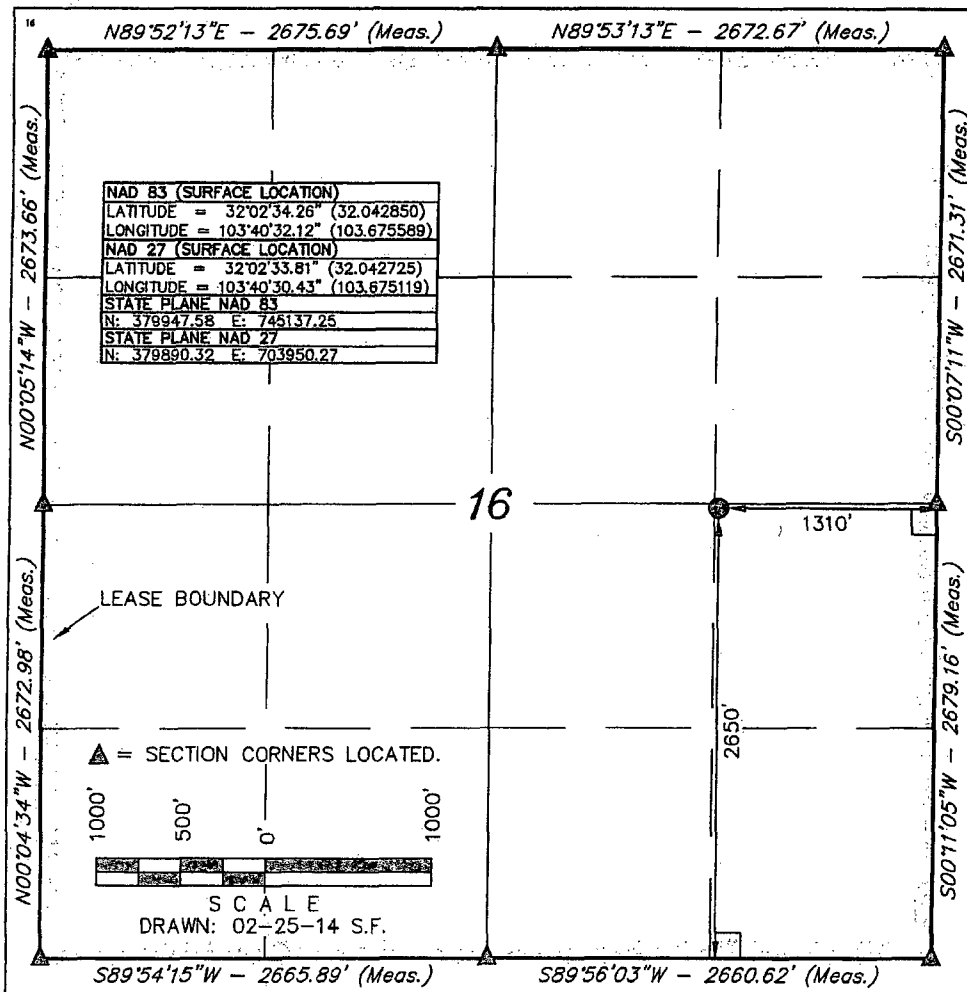 16
N89°52'13"E – 2675.69' (Meas.)
N89°53'13"E – 2672.67' (Meas.)
N00°05'14"W – 2673.66' (Meas.)
S00°07'11"W – 2671.31' (Meas.)
NAD 83 (SURFACE LOCATION)
LATITUDE = 32°02'34.26" (32.042850)
LONGITUDE = 103°40'32.12" (103.675589)
NAD 27 (SURFACE LOCATION)
LATITUDE = 32°02'33.81" (32.042725)
LONGITUDE = 103°40'30.43" (103.675119)
STATE PLANE NAD 83
N: 379947.58 E: 745137.25
STATE PLANE NAD 27
N: 379890.32 E: 703950.27
16
1310'
LEASE BOUNDARY
N00°04'34"W – 2672.98' (Meas.)
S00°11'05"W – 2679.16' (Meas.)
2650'
= SECTION CORNERS LOCATED.
1000' 500' 0' 1000'
SCALE
DRAWN: 02-25-14 S.F.
S89°54'15"W – 2665.89' (Meas.)
S89°56'03"W – 2660.62' (Meas.)